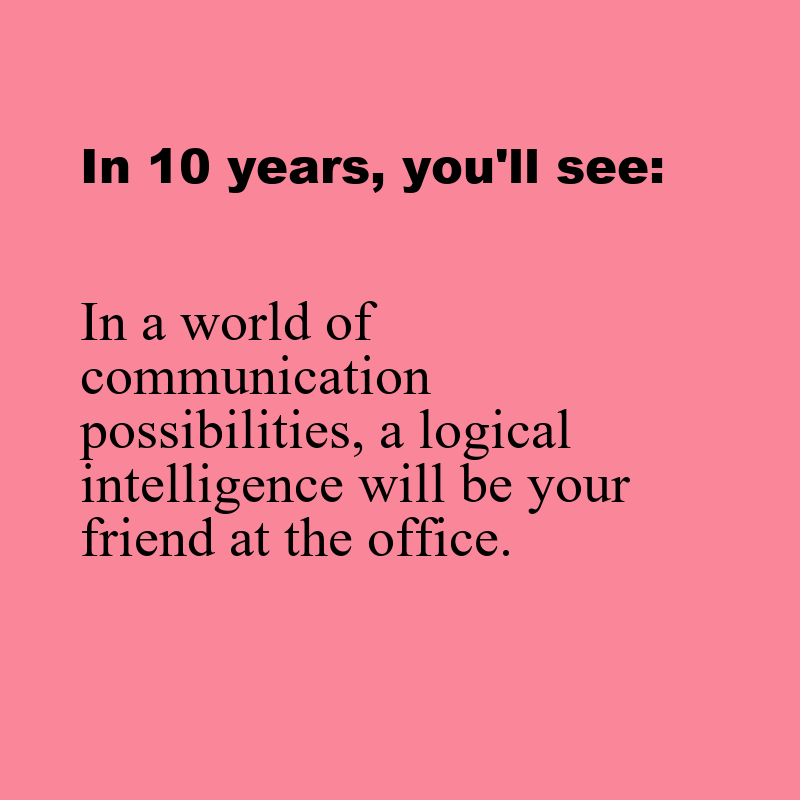 In 10 years, you'll see:
In a world of
communication
possibilities, a logical
intelligence will be your
friend at the office.